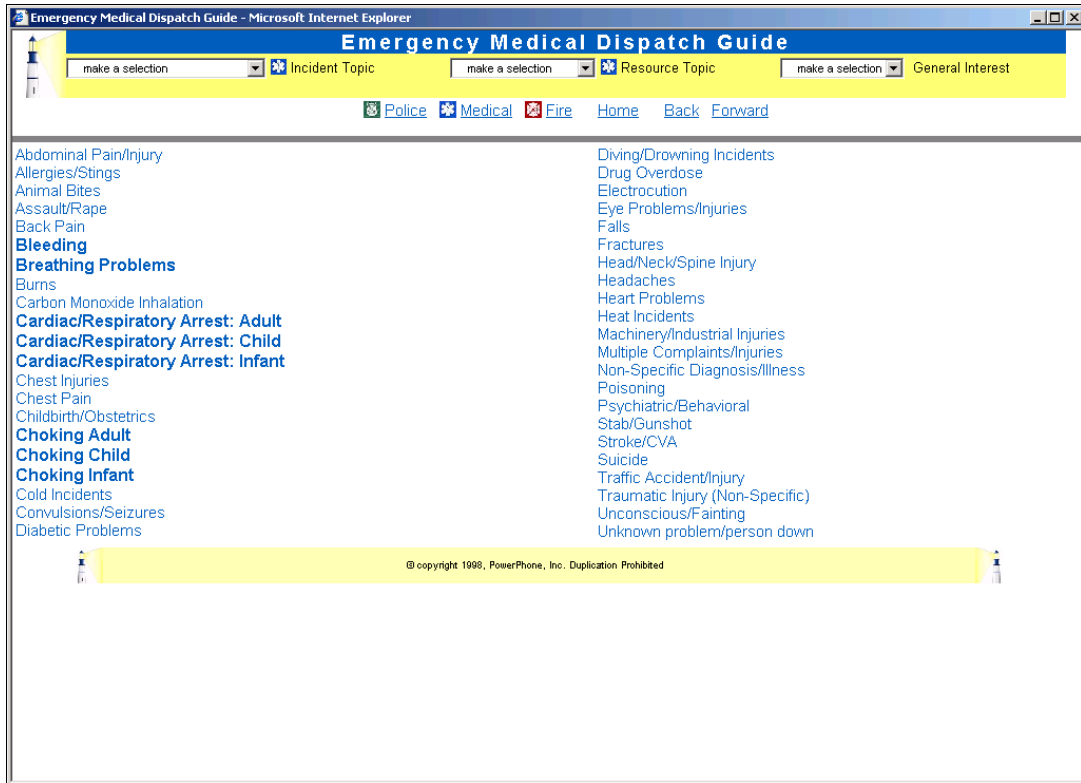 Emergency Medical Dispatch Guide - Microsoft Internet Explorer
Emergency Medical Dispatch Guide
make a selection Incident Topic make a selection Resource Topic make a selection General Interest
Police Medical Fire Home Back Forward
Abdominal Pain/Injury
Allergies/Stings
Animal Bites
Assault/Rape
Back Pain
Bleeding
Breathing Problems
Burns
Carbon Monoxide Inhalation
Cardiac/Respiratory Arrest: Adult
Cardiac/Respiratory Arrest: Child
Cardiac/Respiratory Arrest: Infant
Chest Injuries
Chest Pain
Childbirth/Obstetrics
Choking Adult
Choking Child
Choking Infant
Cold Incidents
Convulsions/Seizures
Diabetic Problems
Diving/Drowning Incidents
Drug Overdose
Electrocution
Eye Problems/Injuries
Falls
Fractures
Head/Neck/Spine Injury
Headaches
Heart Problems
Heat Incidents
Machinery/Industrial Injuries
Multiple Complaints/Injuries
Non-Specific Diagnosis/Illness
Poisoning
Psychiatric/Behavioral
Stab/Gunshot
Stroke/CVA
Suicide
Traffic Accident/Injury
Traumatic Injury (Non-Specific)
Unconscious/Fainting
Unknown problem/person down
© copyright 1998, PowerPhone, Inc. Duplication Prohibited